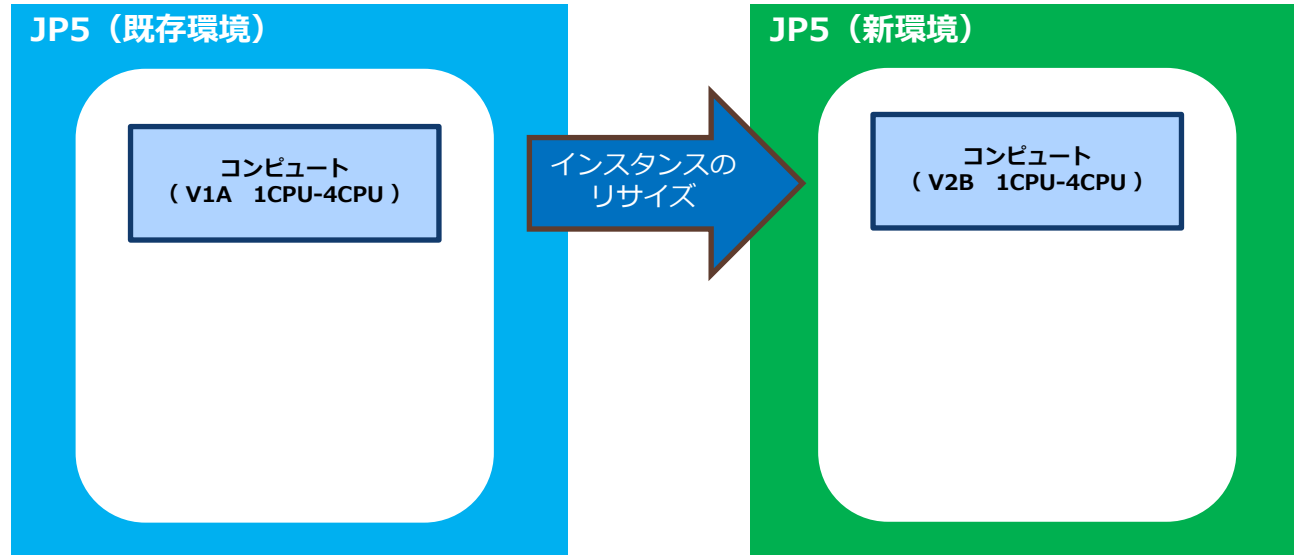 JP5（既存環境）
コンピュート
（ V1A　1CPU-4CPU ）
インスタンスの
リサイズ
JP5（新環境）
コンピュート
（ V2B　1CPU-4CPU ）